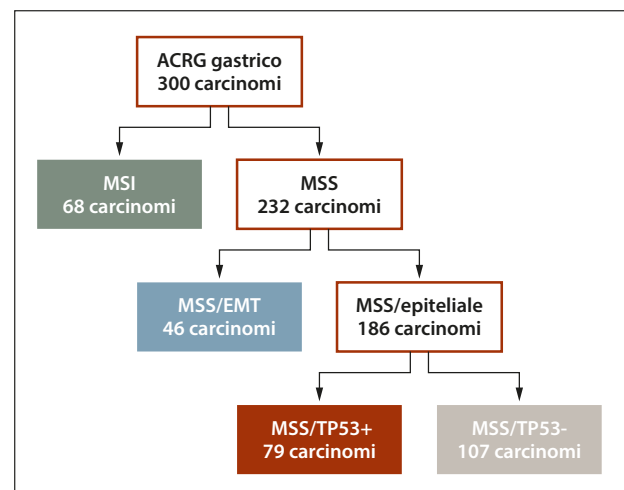 ACRG gastrico
300 carcinomi
MSI
68 carcinomi
MSS
232 carcinomi
MSS/EMT
46 carcinomi
MSS/epiteliale
186 carcinomi
MSS/TP53+
79 carcinomi
MSS/TP53-
107 carcinomi